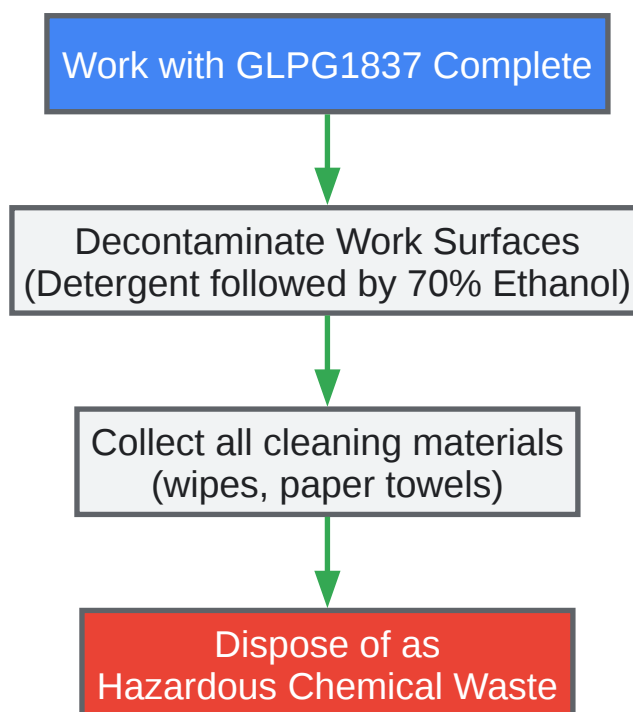 Work with GLPG1837 Complete
Decontaminate Work Surfaces
(Detergent followed by 70% Ethanol)
Collect all cleaning materials
(wipes, paper towels)
Dispose of as
Hazardous Chemical Waste